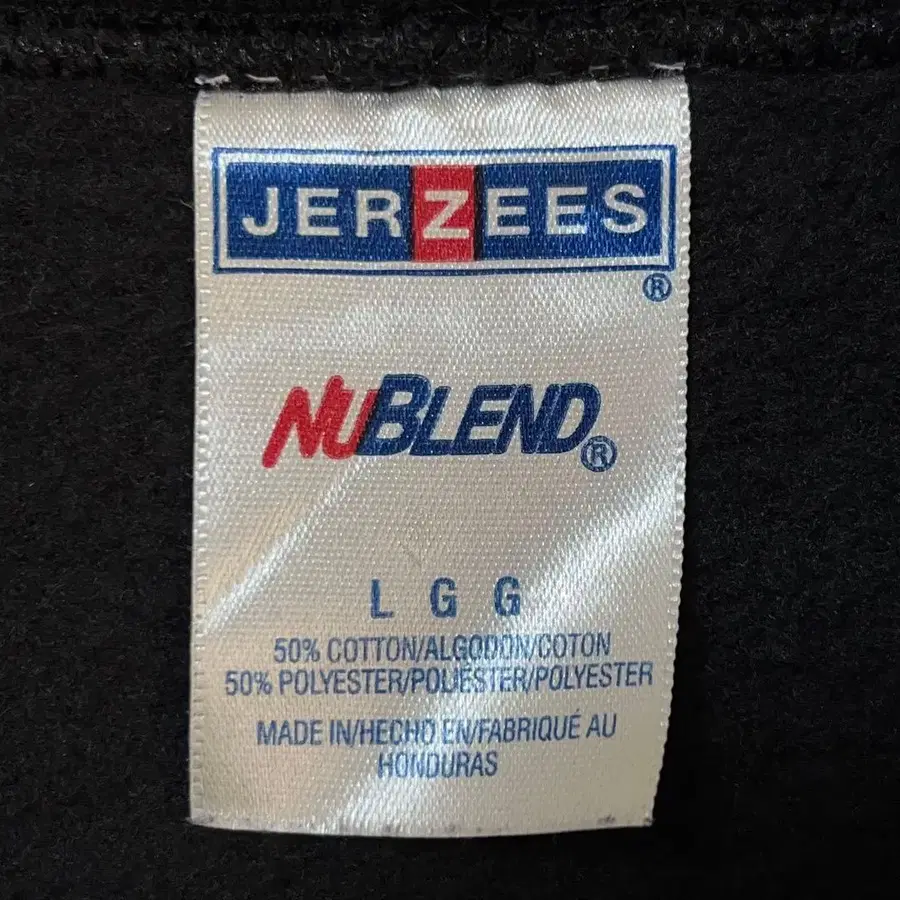 JERZEES
®
NUBLEND®
L G G
50% COTTON/ALGODON/COTON
50% POLYESTER/POLIÉSTER/POLYESTER
MADE IN/HECHO EN/FABRIQUÉ AU
HONDURAS